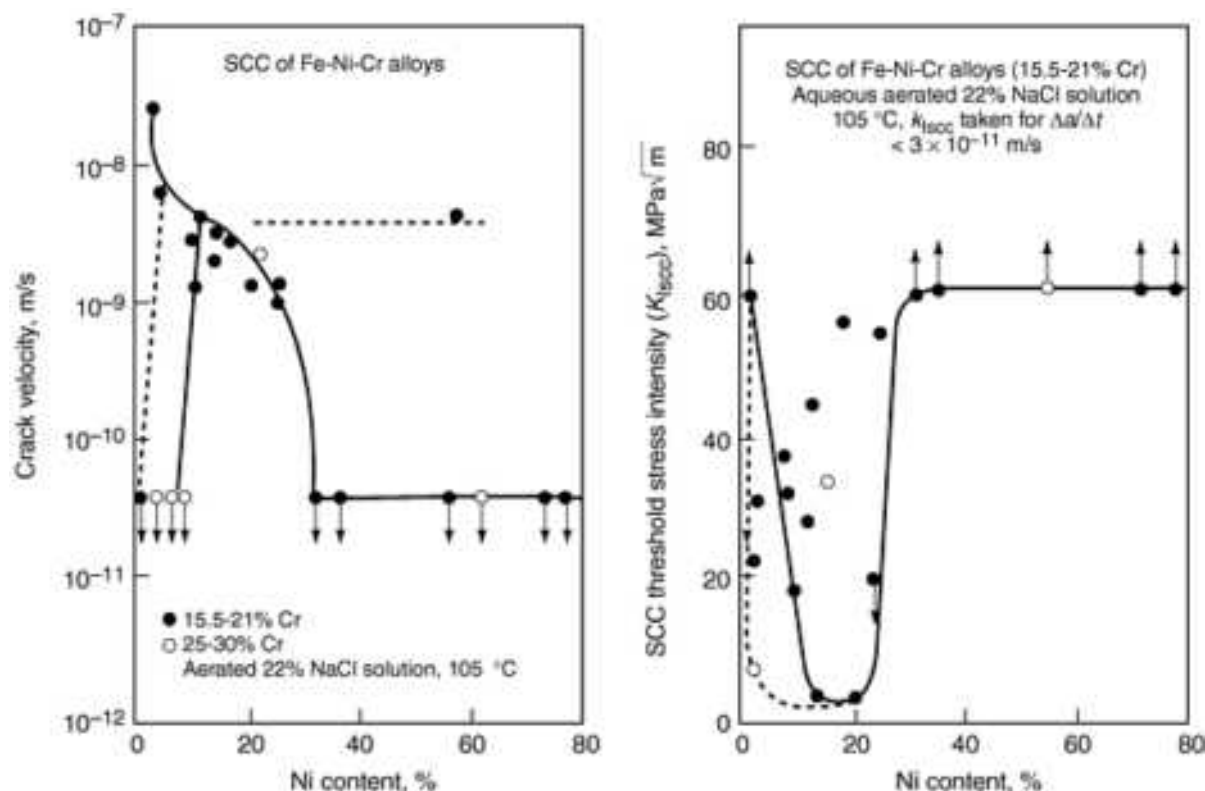 10⁻⁷
10⁻⁸
10⁻⁹
10⁻¹⁰
10⁻¹¹
10⁻¹²
Crack velocity, m/s
SCC of Fe-Ni-Cr alloys
● 15.5-21% Cr
○ 25-30% Cr
Aerated 22% NaCl solution, 105 °C
0 20 40 60 80
Ni content, %
SCC threshold stress intensity (K_Iscc), MPa√m
80
60
40
20
0
SCC of Fe-Ni-Cr alloys (15.5-21% Cr)
Aqueous aerated 22% NaCl solution
105 °C, k_Iscc taken for Δa/Δt
< 3 × 10⁻¹¹ m/s
0 20 40 60 80
Ni content, %